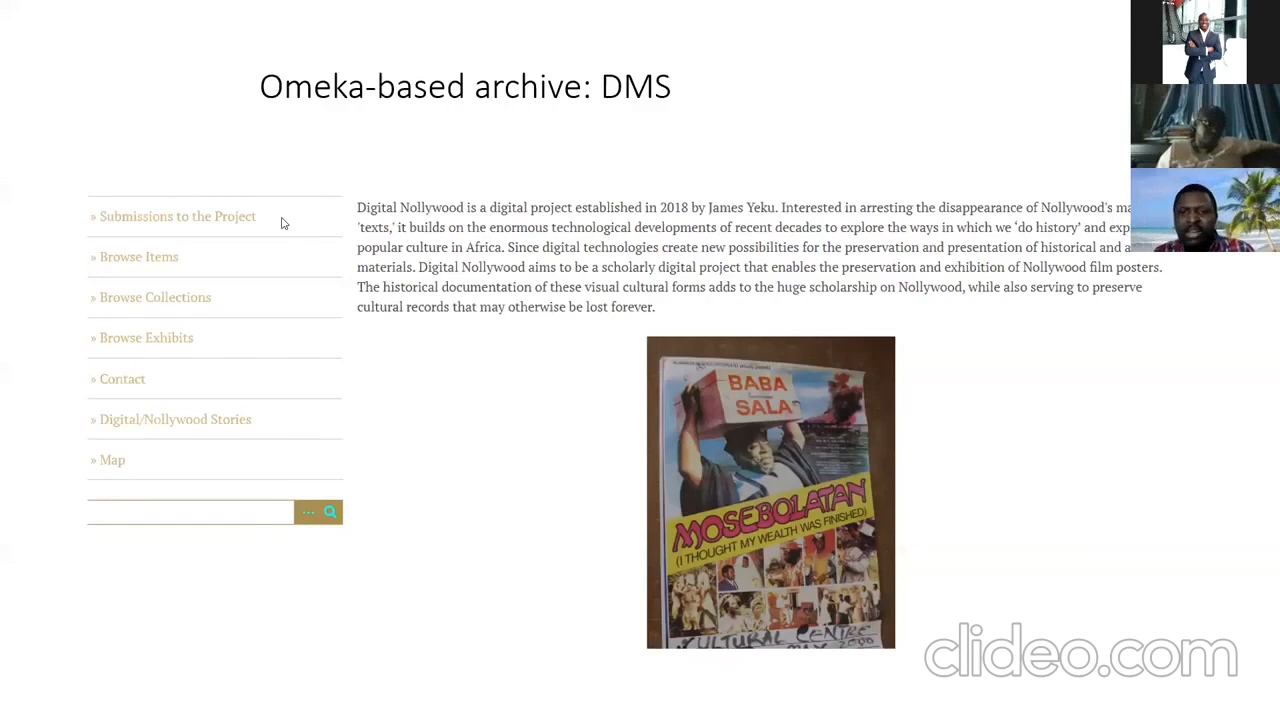 Omeka-based archive: DMS
» Submissions to the Project
» Browse Items
» Browse Collections
» Browse Exhibits
» Contact
» Digital/Nollywood Stories
» Map
Digital Nollywood is a digital project established in 2018 by James Yeku. Interested in arresting the disappearance of Nollywood's
'texts,' it builds on the enormous technological developments of recent decades to explore the ways in which we ‘do history’ and
popular culture in Africa. Since digital technologies create new possibilities for the preservation and presentation of historical and
materials. Digital Nollywood aims to be a scholarly digital project that enables the preservation and exhibition of Nollywood film posters.
The historical documentation of these visual cultural forms adds to the huge scholarship on Nollywood, while also serving to preserve
cultural records that may otherwise be lost forever.
BABA
SALA
MOSEBOLATAN
(I THOUGHT MY WEALTH WAS FINISHED)
CULTURAL CENTRE
MAY 2000
clideo.com